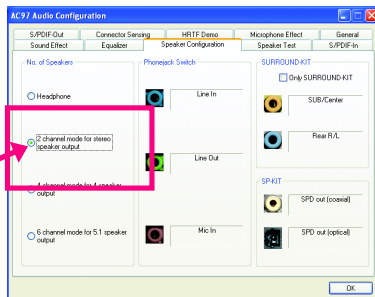 AC97 Audio Configuration
S/PDIF-Out Connector Sensing HRTF Demo Microphone Effect General
Sound Effect Equalizer Speaker Configuration Speaker Test S/PDIF-In
No. of Speakers
Headphone
2 channel mode for stereo
speaker output
4 channel mode for 4 speaker
output
6 channel mode for 5.1 speaker
output
Phonejack Switch
Line In
Line Out
Mic In
SURROUND-KIT
Only SURROUND-KIT
SUB/Center
Rear R/L
SP-KIT
SPD out (coaxial)
SPD out (optical)
OK